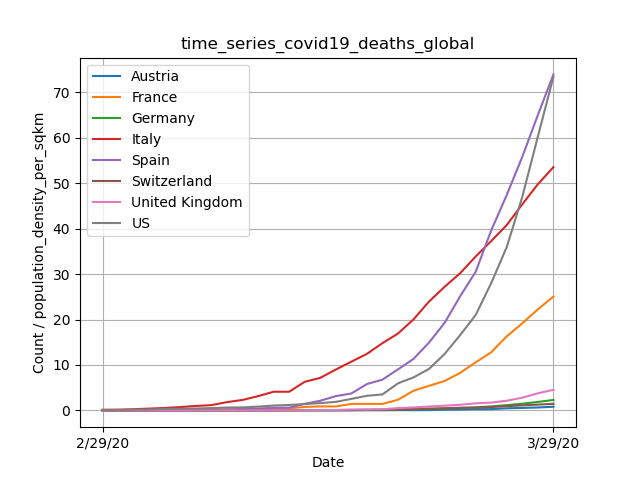 time_series_covid19_deaths_global
Count / population_density_per_sqkm
70
60
50
40
30
20
10
0
Austria
France
Germany
Italy
Spain
Switzerland
United Kingdom
US
2/29/20
3/29/20
Date